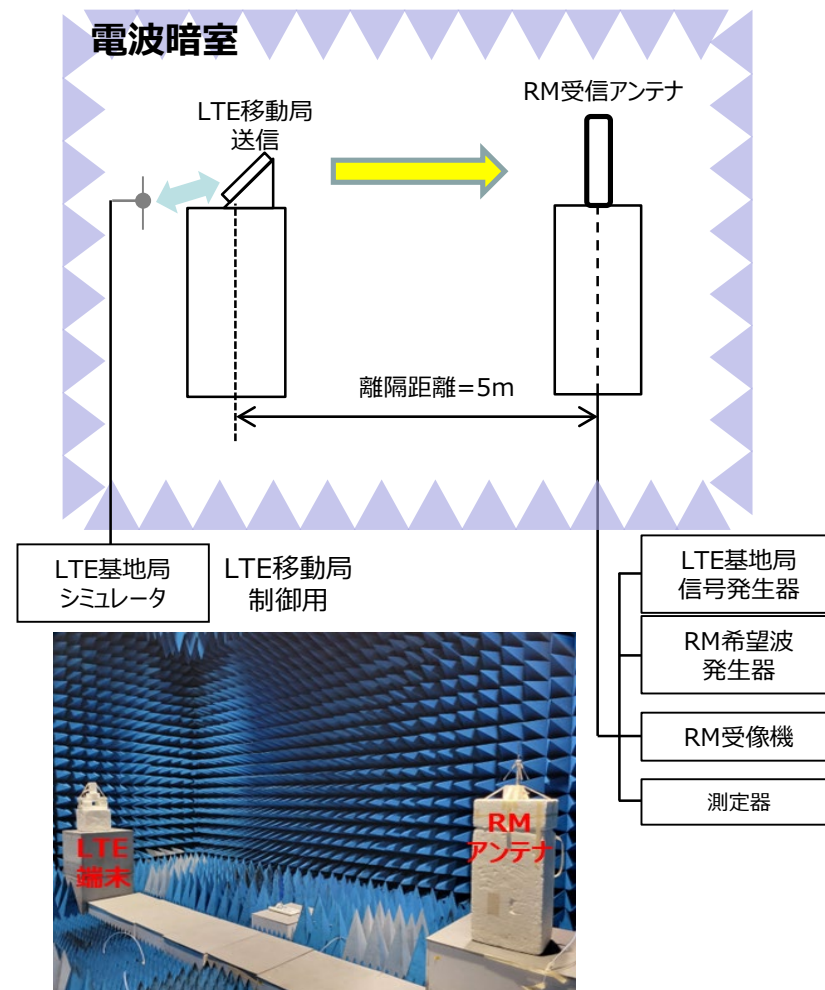 電波暗室
LTE移動局
送信
RM受信アンテナ
離隔距離=5m
LTE基地局
シミュレータ
LTE移動局
制御用
LTE基地局
信号発生器
RM希望波
発生器
RM受像機
測定器
LTE
端末
RM
アンテナ